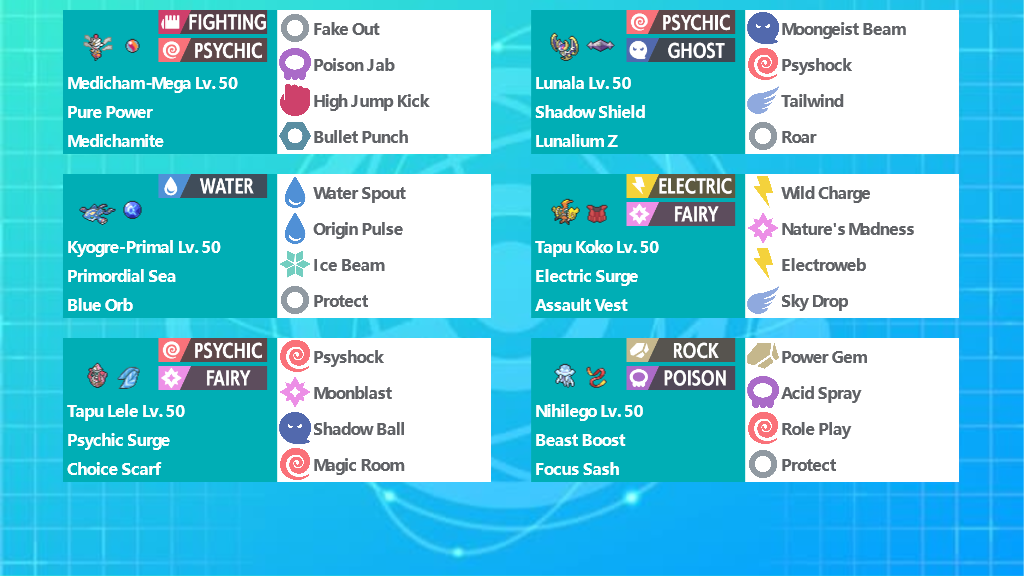 FIGHTING
PSYCHIC
Medicham-Mega Lv. 50
Pure Power
Medichamite
Fake Out
Poison Jab
High Jump Kick
Bullet Punch
PSYCHIC
GHOST
Lunala Lv. 50
Shadow Shield
Lunalium Z
Moongeist Beam
Psyshock
Tailwind
Roar
WATER
Kyogre-Primal Lv. 50
Primordial Sea
Blue Orb
Water Spout
Origin Pulse
Ice Beam
Protect
ELECTRIC
FAIRY
Tapu Koko Lv. 50
Electric Surge
Assault Vest
Wild Charge
Nature's Madness
Electroweb
Sky Drop
PSYCHIC
FAIRY
Tapu Lele Lv. 50
Psychic Surge
Choice Scarf
Psyshock
Moonblast
Shadow Ball
Magic Room
ROCK
POISON
Nihilego Lv. 50
Beast Boost
Focus Sash
Power Gem
Acid Spray
Role Play
Protect